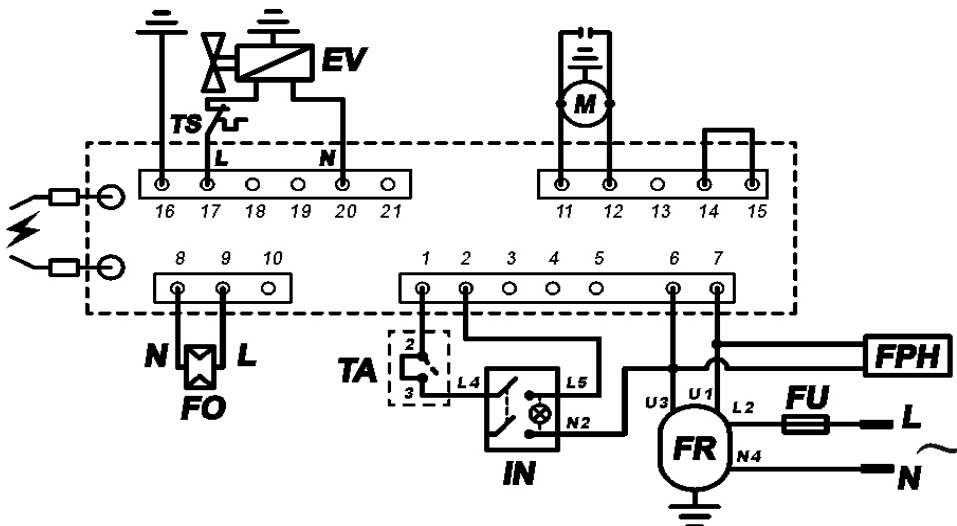 EV
TS
M
L
N
16 17 18 19 20 21
11 12 13 14 15
8 9 10
1 2 3 4 5 6 7
N L
FO
TA
2
3
L4
L5
N2
IN
U3
U1
L2
N4
FR
FU
FPH
L
N